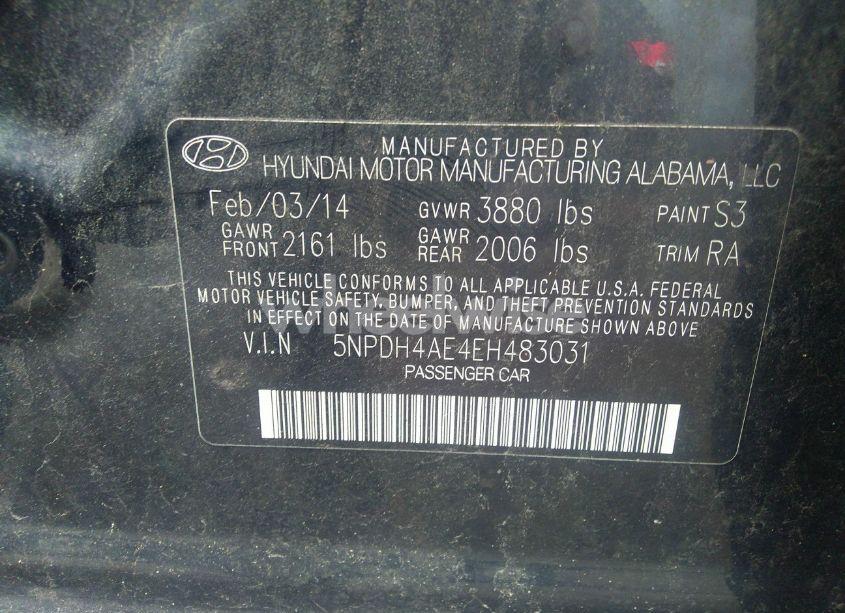 MANUFACTURED BY
HYUNDAI MOTOR MANUFACTURING ALABAMA, LLC
Feb/03/14 GVWR 3880 lbs PAINT S3
GAWR FRONT 2161 lbs GAWR REAR 2006 lbs TRIM RA
THIS VEHICLE CONFORMS TO ALL APPLICABLE U.S.A. FEDERAL
MOTOR VEHICLE SAFETY, BUMPER, AND THEFT PREVENTION STANDARDS
IN EFFECT ON THE DATE OF MANUFACTURE SHOWN ABOVE
V.I.N 5NPDH4AE4EH483031
PASSENGER CAR